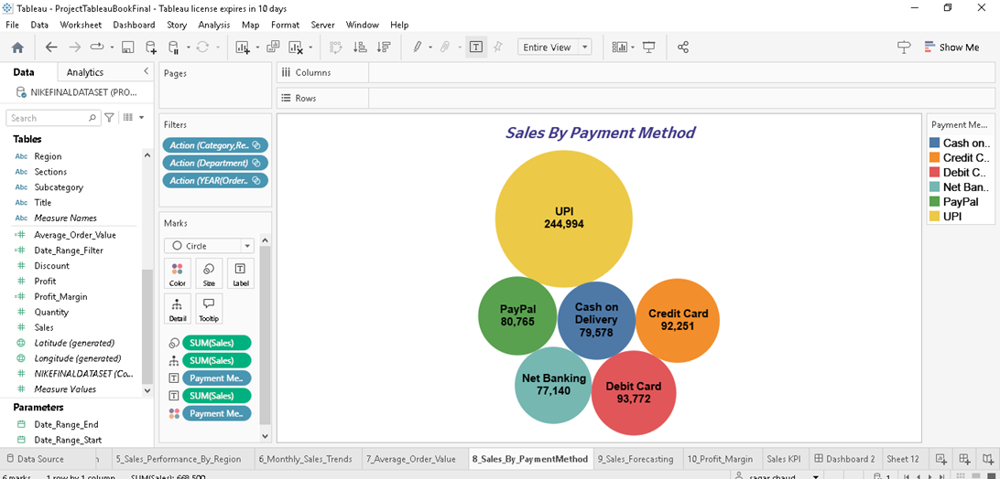 Tableau - ProjectTableauBookFinal - Tableau license expires in 10 days
File Data Worksheet Dashboard Story Analysis Map Format Server Window Help
Entire View
Show Me
Data Analytics
Pages
Columns
NIKEFINALDATASET (PRO...
Rows
Search
Filters
Tables
Abc Region
Abc Sections
Abc Subcategory
Abc Title
Abc Measure Names
Average_Order_Value
Date_Range_Filter
Discount
Profit
Profit_Margin
Quantity
Sales
Latitude (generated)
Longitude (generated)
NIKEFINALDATASET (Co...
Measure Values
Parameters
Date_Range_End
Date_Range_Start
Action (Category,Re..
Action (Department)
Action (YEAR(Order..
Marks
Circle
Color Size Label
Detail Tooltip
SUM(Sales)
SUM(Sales)
Payment Me..
SUM(Sales)
Payment Me..
Sales By Payment Method
UPI
244,994
PayPal
80,765
Cash on
Delivery
79,578
Credit Card
92,251
Net Banking
77,140
Debit Card
93,772
Payment Me...
Cash on..
Credit C..
Debit C..
Net Ban..
PayPal
UPI
Data Source 5_Sales_Performance_By_Region 6_Monthly_Sales_Trends 7_Average_Order_Value 8_Sales_By_PaymentMethod 9_Sales_Forecasting 10_Profit_Margin Sales KPI Dashboard 2 Sheet 12
6 marks 1 row by 1 column SUM(Sales): 668,500
sagar chaud...